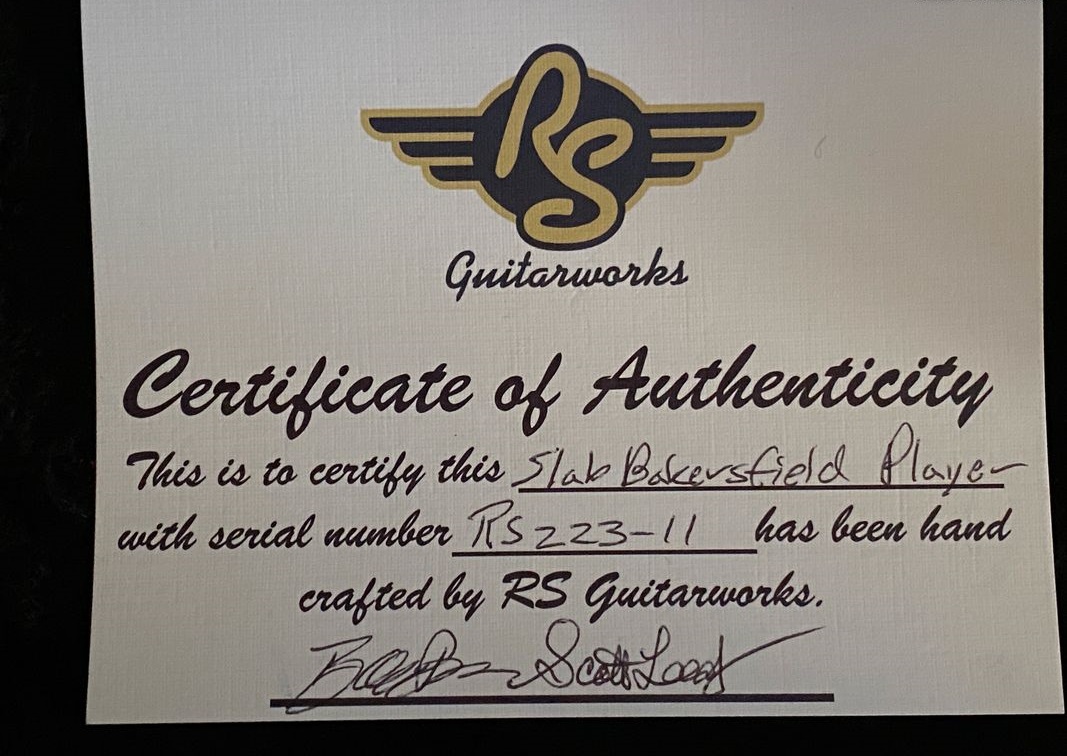 RS
Guitarworks
Certificate of Authenticity
This is to certify this Slab Bakersfield Player
with serial number RS223-11 has been hand
crafted by RS Guitarworks.
Scott